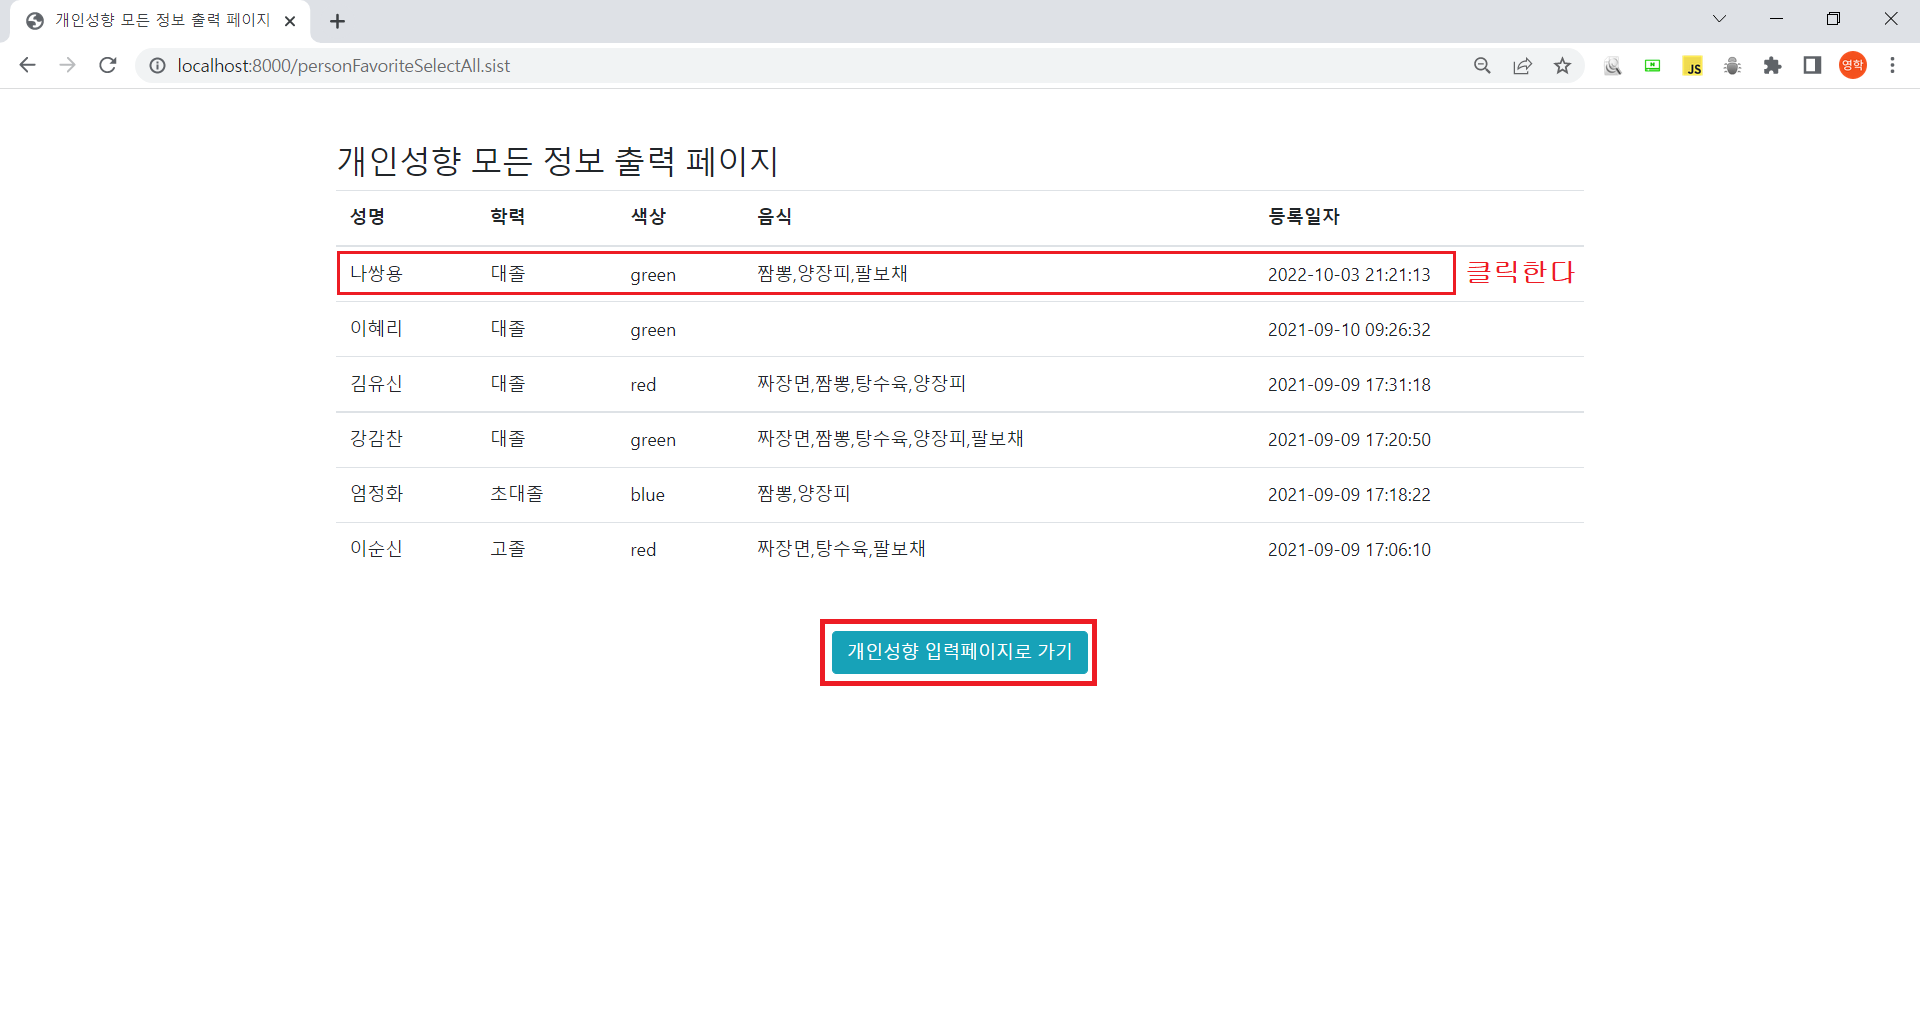 개인성향 모든 정보 출력 페이지
localhost:8000/personFavoriteSelectAll.sist
JS
영학
개인성향 모든 정보 출력 페이지
성명 학력 색상 음식 등록일자
나쌍용 대졸 green 짬뽕,양장피,팔보채 2022-10-03 21:21:13 클릭한다
이혜리 대졸 green 2021-09-10 09:26:32
김유신 대졸 red 짜장면,짬뽕,탕수육,양장피 2021-09-09 17:31:18
강감찬 대졸 green 짜장면,짬뽕,탕수육,양장피,팔보채 2021-09-09 17:20:50
엄정화 초대졸 blue 짬뽕,양장피 2021-09-09 17:18:22
이순신 고졸 red 짜장면,탕수육,팔보채 2021-09-09 17:06:10
개인성향 입력페이지로 가기